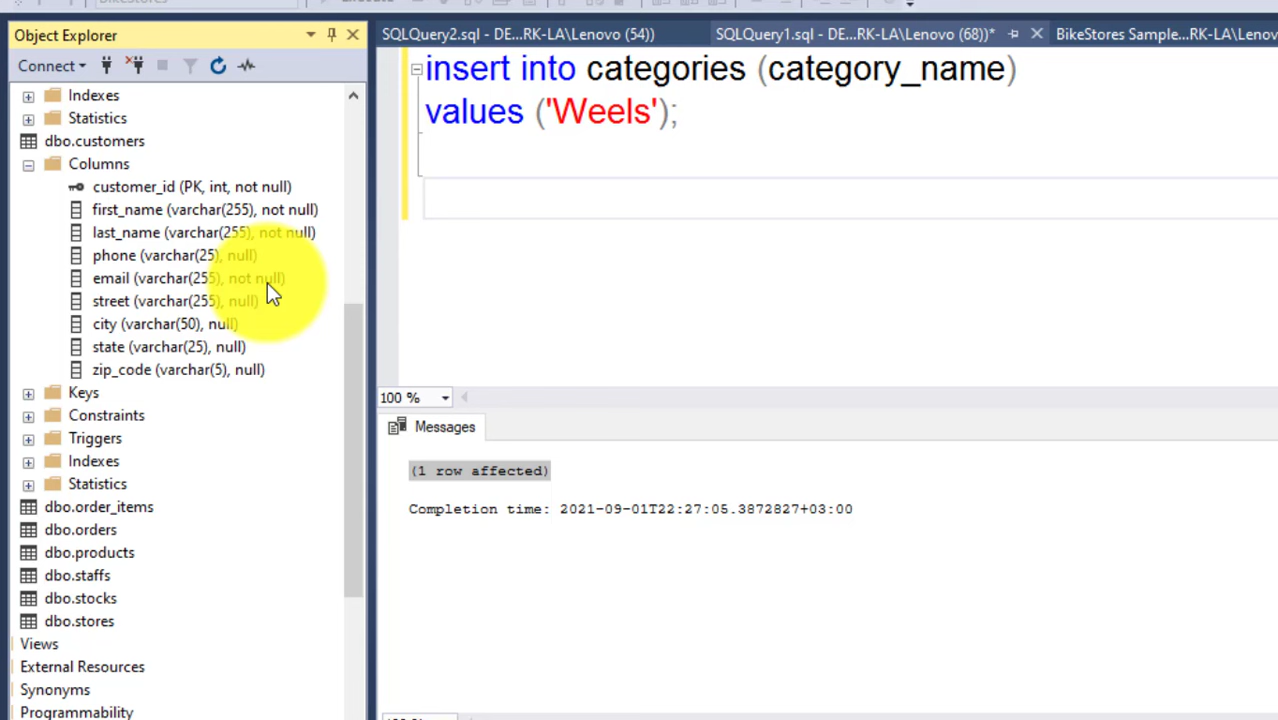 Object Explorer
Connect
Indexes
Statistics
dbo.customers
Columns
customer_id (PK, int, not null)
first_name (varchar(255), not null)
last_name (varchar(255), not null)
phone (varchar(25), null)
email (varchar(255), not null)
street (varchar(255), null)
city (varchar(50), null)
state (varchar(25), null)
zip_code (varchar(5), null)
Keys
Constraints
Triggers
Indexes
Statistics
dbo.order_items
dbo.orders
dbo.products
dbo.staffs
dbo.stocks
dbo.stores
Views
External Resources
Synonyms
Programmability
SQLQuery2.sql - DE...RK-LA\Lenovo (54))
SQLQuery1.sql - DE...RK-LA\Lenovo (68))*
BikeStores Sample...RK-LA\Lenov
insert into categories (category_name)
values ('Weels');
100 %
Messages
(1 row affected)
Completion time: 2021-09-01T22:27:05.3872827+03:00